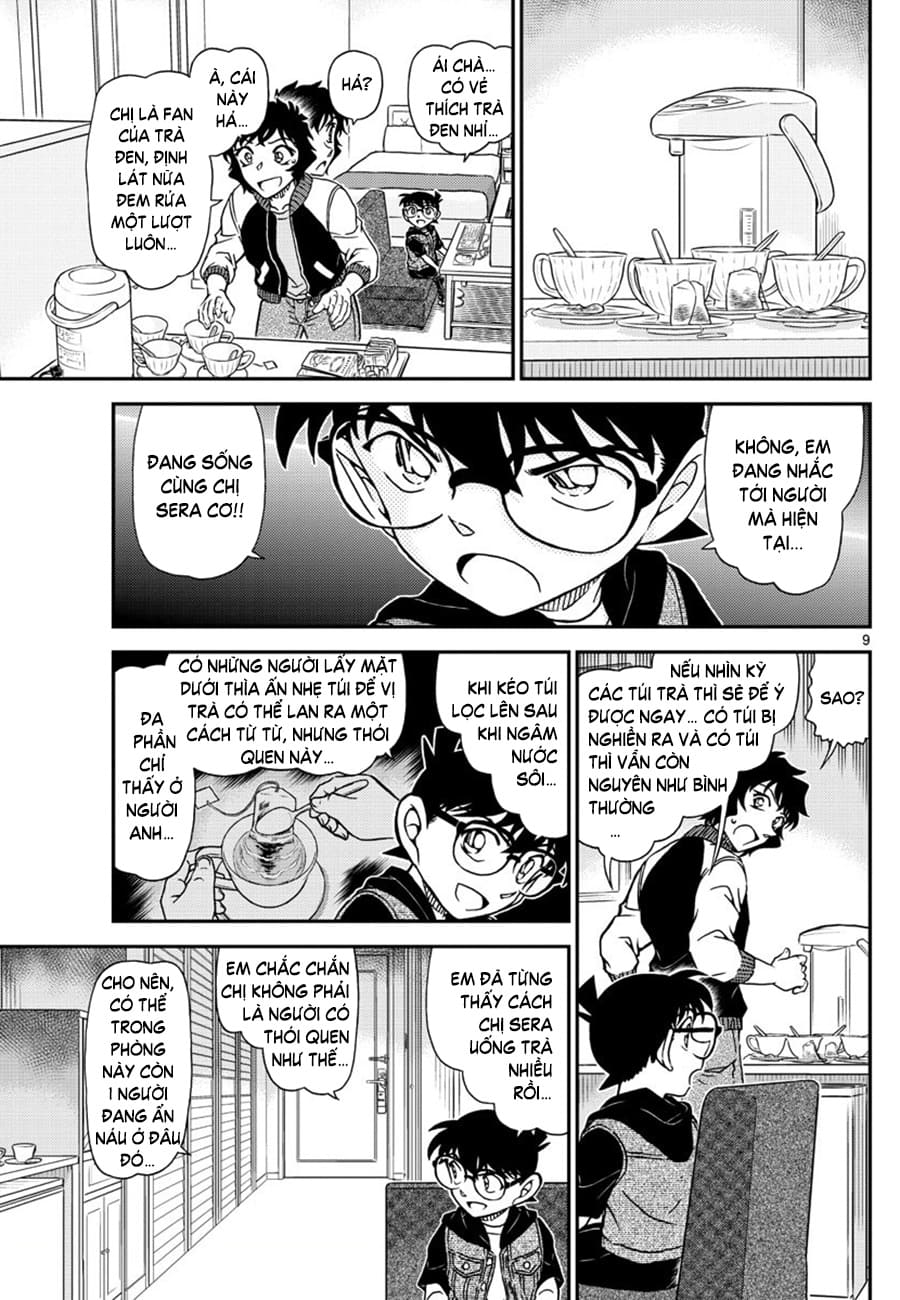 ÁI CHÀ...
CÓ VẺ
THÍCH TRÀ
ĐEN NHỈ...
HẢ?
À, CÁI
NÀY
HẢ...
CHỊ LÀ FAN
CỦA TRÀ
ĐEN, ĐỊNH
LÁT NỮA
ĐEM RỬA
MỘT LƯỢT
LUÔN...
KHÔNG, EM
ĐANG NHẮC
TỚI NGƯỜI
MÀ HIỆN
TẠI...
ĐANG SỐNG
CÙNG CHỊ
SERA CƠ!!
9
SAO?
NẾU NHÌN KỸ
CÁC TÚI TRÀ THÌ SẼ ĐỂ Ý
ĐƯỢC NGAY... CÓ TÚI BỊ
NGHIỀN RA VÀ CÓ TÚI
THÌ VẪN CÒN
NGUYÊN NHƯ BÌNH
THƯỜNG
...
KHI KÉO TÚI
LỌC LÊN SAU
KHI NGÂM
NƯỚC
SÔI...
CÓ NHỮNG NGƯỜI LẤY MẶT
DƯỚI THÌA ẤN NHẸ TÚI ĐỂ VỊ
TRÀ CÓ THỂ LAN RA MỘT
CÁCH TỪ TỪ, NHƯNG THÓI
QUEN NÀY...
ĐA
PHẦN
CHỈ
THẤY Ở
NGƯỜI
ANH...
EM ĐÃ TỪNG
THẤY CÁCH
CHỊ SERA
UỐNG TRÀ
NHIỀU
RỒI...
EM CHẮC CHẮN
CHỊ KHÔNG PHẢI
LÀ NGƯỜI CÓ
THÓI QUEN
NHƯ THẾ...
CHO NÊN,
CÓ THỂ
TRONG
PHÒNG
NÀY CÒN
1 NGƯỜI
ĐANG ẨN
NÁU Ở ĐÂU
ĐÓ...